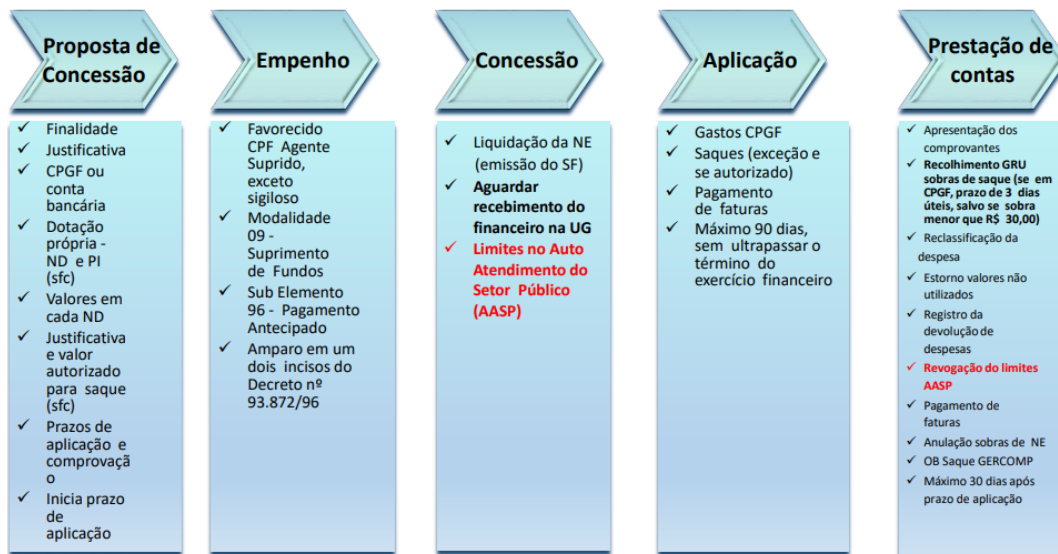 Proposta de
Concessão
✓ Finalidade
✓ Justificativa
✓ CPGF ou
conta
bancária
✓ Dotação
própria -
ND e PI
(sfc)
✓ Valores em
cada ND
✓ Justificativa
e valor
autorizado
para saque
(sfc)
✓ Prazos de
aplicação e
comprovaçã
o
✓ Inicia prazo
de
aplicação
Empenho
✓ Favorecido
CPF Agente
Suprido,
exceto
sigiloso
✓ Modalidade
09 -
Suprimento
de Fundos
✓ Sub Elemento
96 - Pagamento
Antecipado
✓ Amparo em um
dois incisos do
Decreto nº
93.872/96
Concessão
✓ Liquidação da NE
(emissão do SF)
✓ Aguardar
recebimento do
financeiro na UG
✓ Limites no Auto
Atendimento do
Setor Público
(AASP)
Aplicação
✓ Gastos CPGF
✓ Saques (exceção e
se autorizado)
✓ Pagamento
de faturas
✓ Máximo 90 dias,
sem ultrapassar o
término do
exercício financeiro
Prestação de
contas
✓ Apresentação dos
comprovantes
✓ Recolhimento GRU
sobras de saque (se em
CPGF, prazo de 3 dias
úteis, salvo se sobra
menor que R$ 30,00)
✓ Reclassificação da
despesa
✓ Estorno valores não
utilizados
✓ Registro da
devolução de
despesas
✓ Revogação do limites
AASP
✓ Pagamento de
faturas
✓ Anulação sobras de NE
✓ OB Saque GERCOMP
✓ Máximo 30 dias após
prazo de aplicação